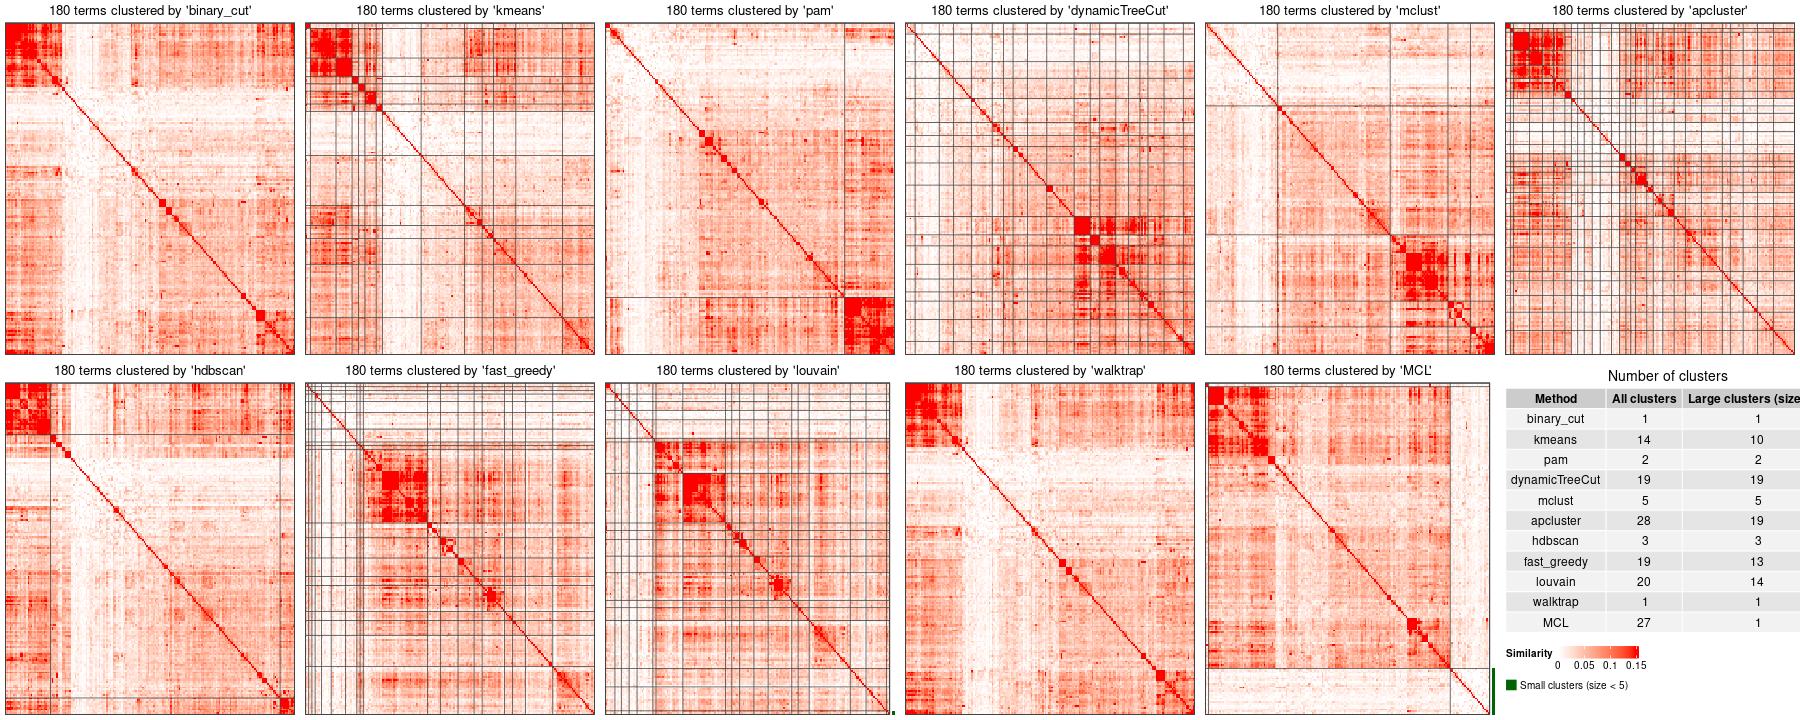 180 terms clustered by 'binary_cut'
180 terms clustered by 'kmeans'
180 terms clustered by 'pam'
180 terms clustered by 'dynamicTreeCut'
180 terms clustered by 'mclust'
180 terms clustered by 'apcluster'
180 terms clustered by 'hdbscan'
180 terms clustered by 'fast_greedy'
180 terms clustered by 'louvain'
180 terms clustered by 'walktrap'
180 terms clustered by 'MCL'
Number of clusters
Method All clusters Large clusters (size
binary_cut 1 1
kmeans 14 10
pam 2 2
dynamicTreeCut 19 19
mclust 5 5
apcluster 28 19
hdbscan 3 3
fast_greedy 19 13
louvain 20 14
walktrap 1 1
MCL 27 1
Similarity
0 0.05 0.1 0.15
Small clusters (size < 5)